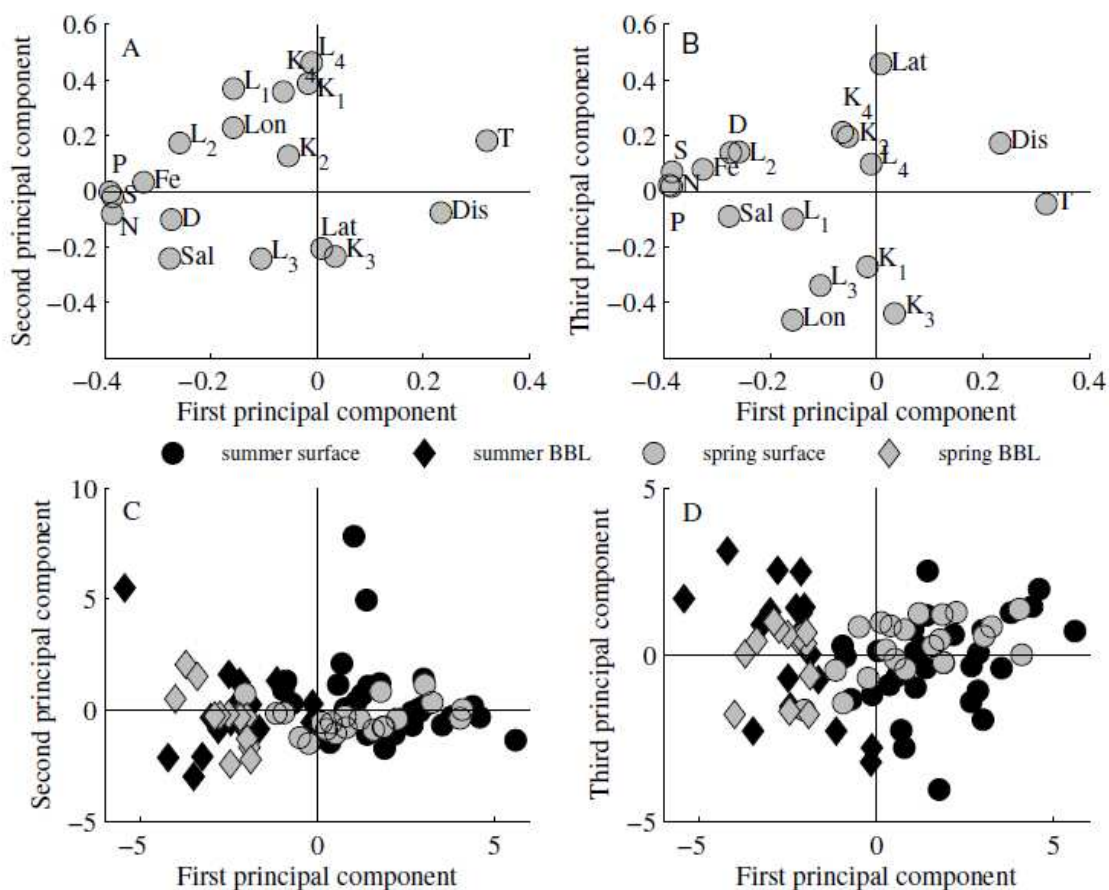 A
Second principal component
0.6
0.4
0.2
0
−0.2
−0.4
L4
K4
K1
L1
Lon
L2
K2
T
P
Fe
S
N
D
Dis
Sal
Lat
L3
K3
−0.4 −0.2 0 0.2 0.4
First principal component
B
Third principal component
0.6
0.4
0.2
0
−0.2
−0.4
Lat
K4
D
K2
Dis
S
Fe
L2
L4
N
P
Sal
L1
T
K1
L3
Lon
K3
−0.4 −0.2 0 0.2 0.4
First principal component
summer surface summer BBL spring surface spring BBL
C
Second principal component
10
5
0
−5
−5 0 5
First principal component
D
Third principal component
5
0
−5
−5 0 5
First principal component